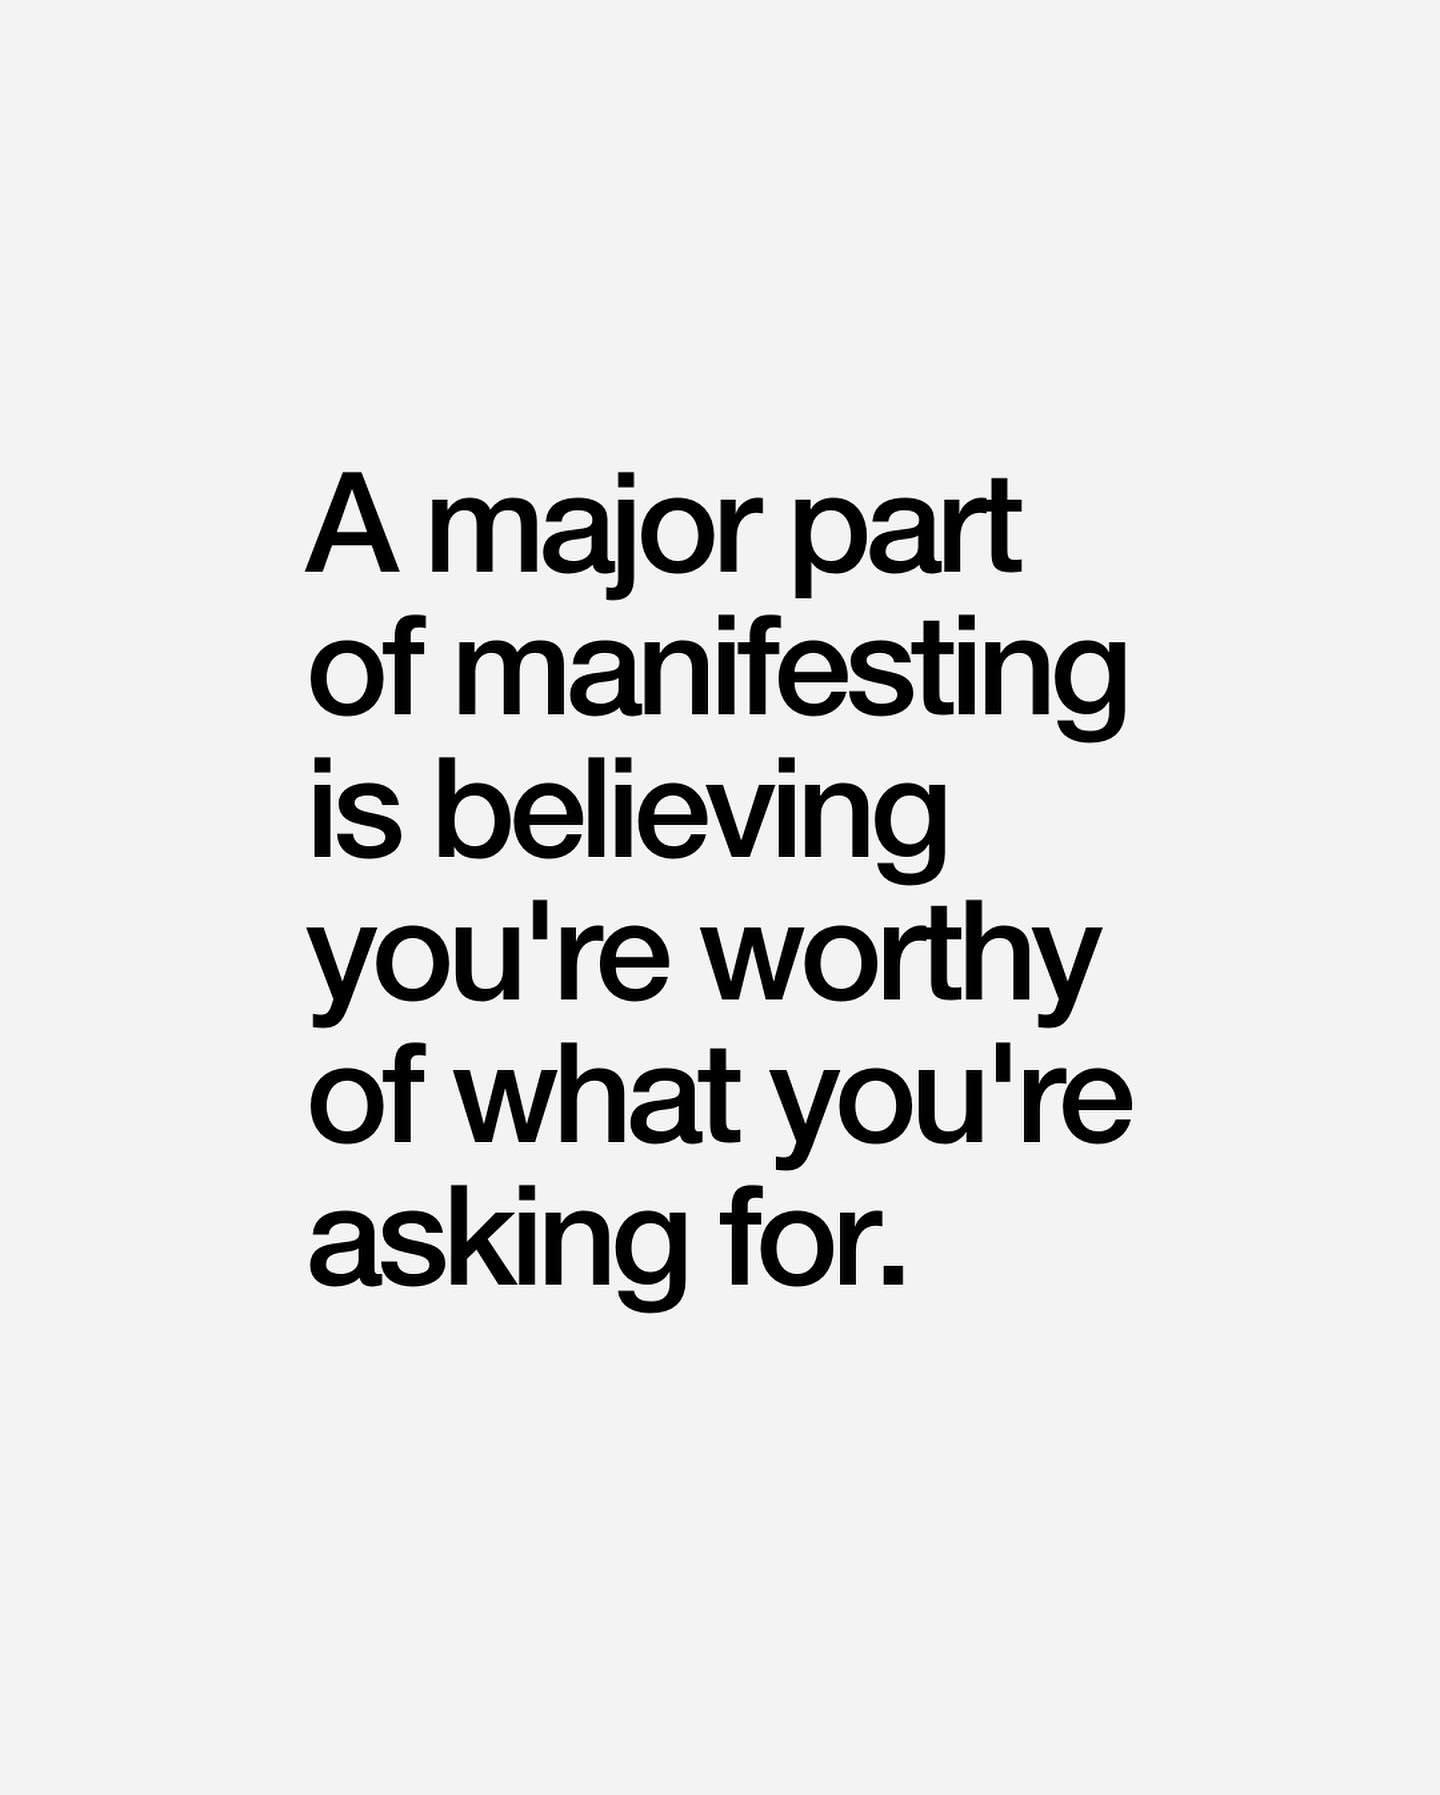 A major part
of manifesting
is believing
you're worthy
of what you're
asking for.